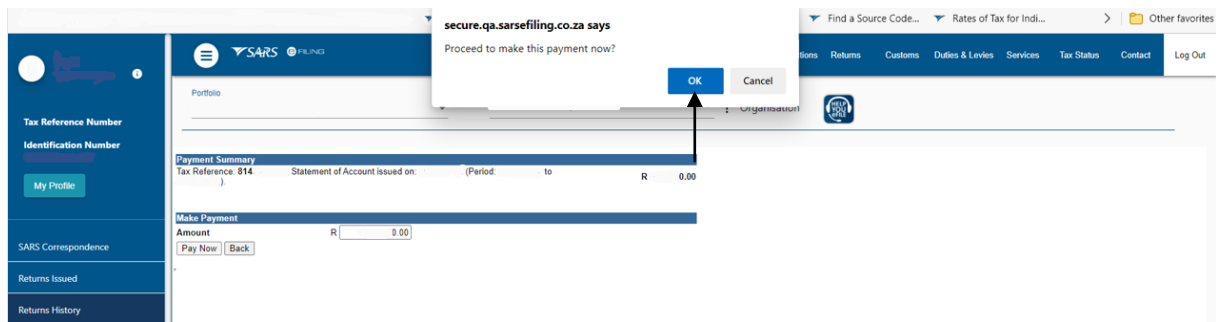 secure.qa.sarsefiling.co.za says
Proceed to make this payment now?
OK Cancel
Find a Source Code... Rates of Tax for Indi... Other favorites
SARS eFILING
Returns Customs Duties & Levies Services Tax Status Contact Log Out
Portfolio
Organisation
HELP YOU eFILE
Tax Reference Number
Identification Number
My Profile
Payment Summary
Tax Reference: 814 Statement of Account issued on: (Period: to R 0.00
).
Make Payment
Amount R 0.00
Pay Now Back
SARS Correspondence
Returns Issued
Returns History